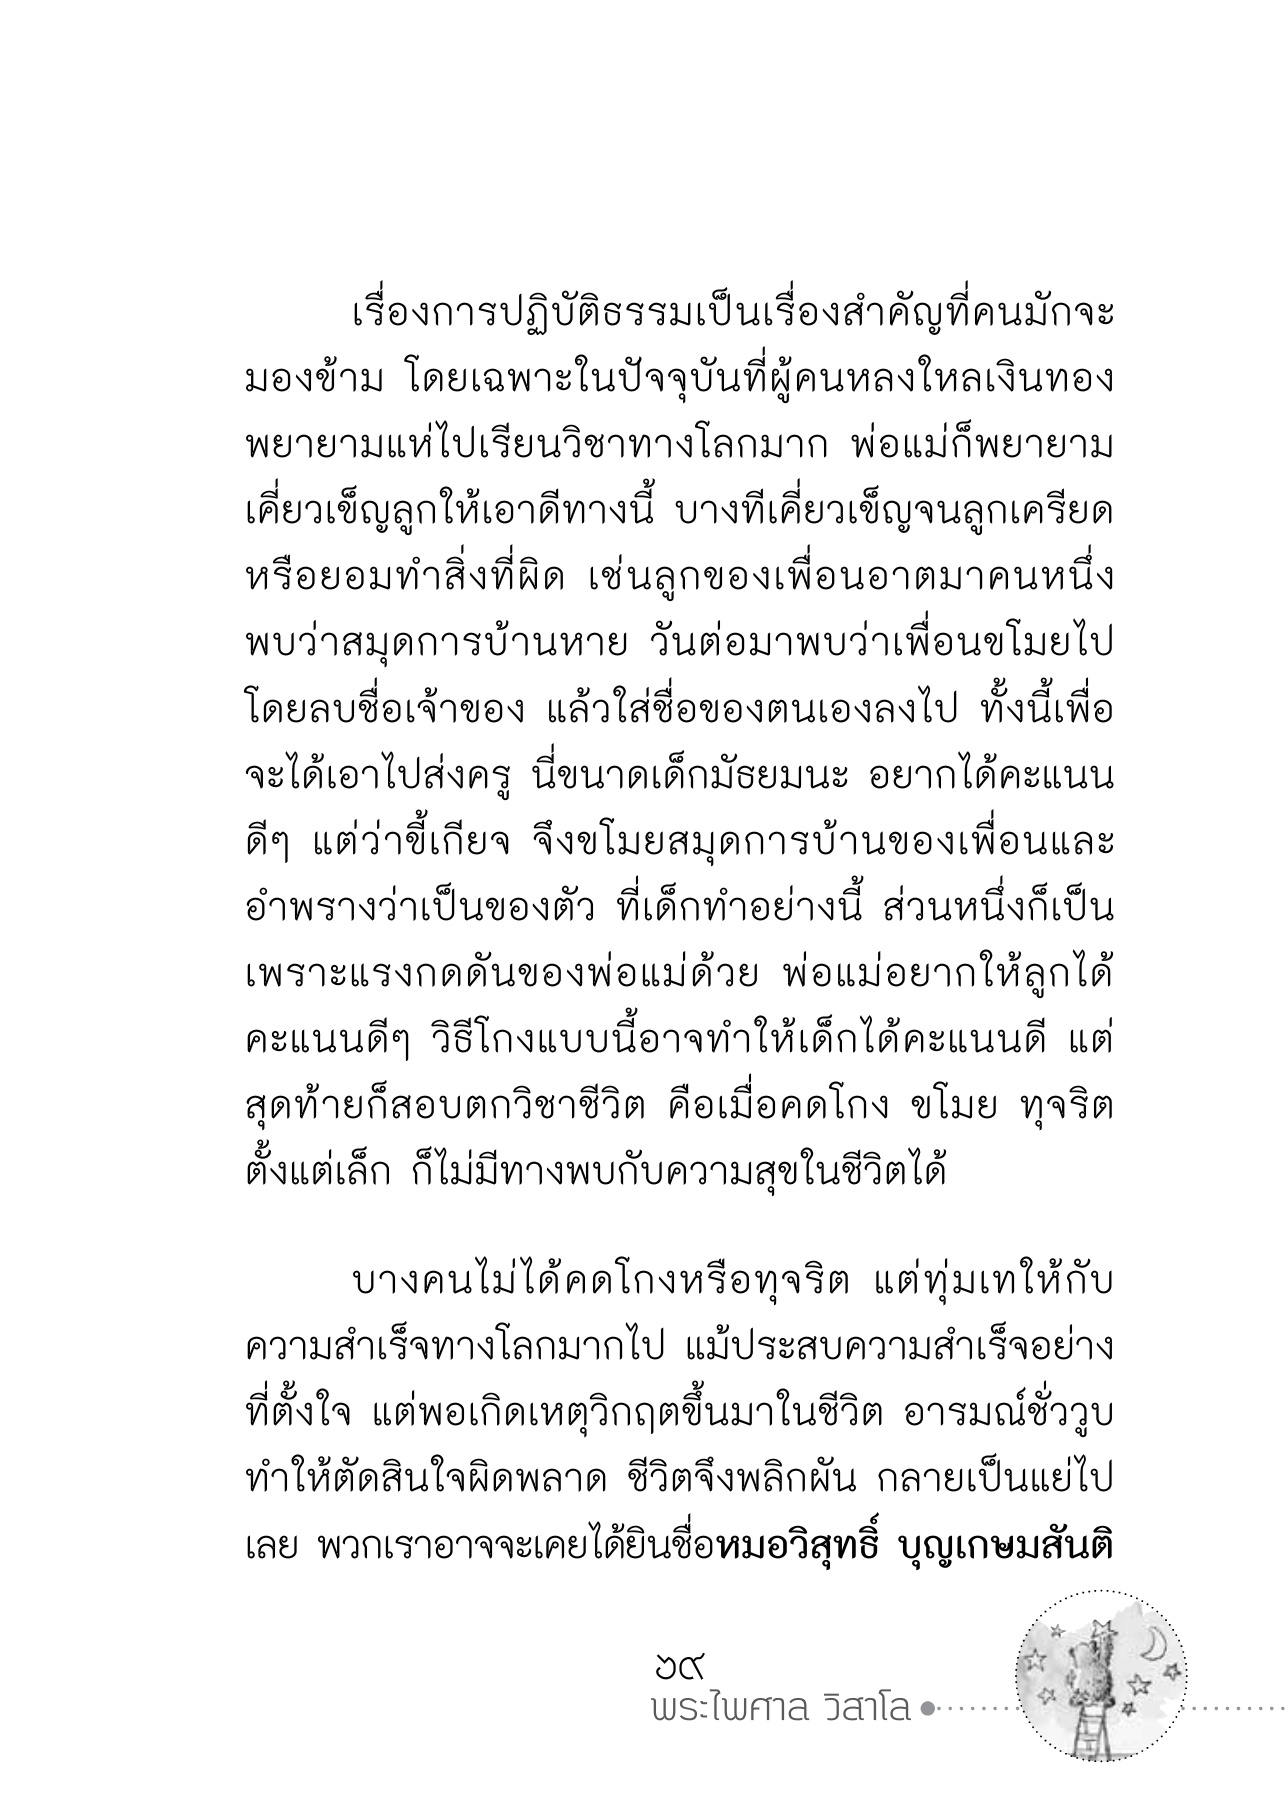 เรื่องการปฏิบัติธรรมเป็นเรื่องสำคัญที่คนมักจะ
มองข้าม โดยเฉพาะในปัจจุบันที่ผู้คนหลงใหลเงินทอง
พยายามแห่ไปเรียนวิชาทางโลกมาก พ่อแม่ก็พยายาม
เคี่ยวเข็ญลูกให้เอาดีทางนี้ บางทีเคี่ยวเข็ญจนลูกเครียด
หรือยอมทำสิ่งที่ผิด เช่นลูกของเพื่อนอาตมาคนหนึ่ง
พบว่าสมุดการบ้านหาย วันต่อมาพบว่าเพื่อนขโมยไป
โดยลบชื่อเจ้าของ แล้วใส่ชื่อของตนเองลงไป ทั้งนี้เพื่อ
จะได้เอาไปส่งครู นี่ขนาดเด็กมัธยมนะ อยากได้คะแนน
ดีๆ แต่ว่าขี้เกียจ จึงขโมยสมุดการบ้านของเพื่อนและ
อำพรางว่าเป็นของตัว ที่เด็กทำอย่างนี้ ส่วนหนึ่งก็เป็น
เพราะแรงกดดันของพ่อแม่ด้วย พ่อแม่อยากให้ลูกได้
คะแนนดีๆ วิธีโกงแบบนี้อาจทำให้เด็กได้คะแนนดี แต่
สุดท้ายก็สอบตกวิชาชีวิต คือเมื่อคดโกง ขโมย ทุจริต
ตั้งแต่เล็ก ก็ไม่มีทางพบกับความสุขในชีวิตได้
บางคนไม่ได้คดโกงหรือทุจริต แต่ทุ่มเทให้กับ
ความสำเร็จทางโลกมากไป แม้ประสบความสำเร็จอย่าง
ที่ตั้งใจ แต่พอเกิดเหตุวิกฤตขึ้นมาในชีวิต อารมณ์ชั่ววูบ
ทำให้ตัดสินใจผิดพลาด ชีวิตจึงพลิกผัน กลายเป็นแย่ไป
เลย พวกเราอาจจะเคยได้ยินชื่อหมอวิสุทธิ์ บุญเกษมสันติ
๖๙
พระไพศาล วิสาโล